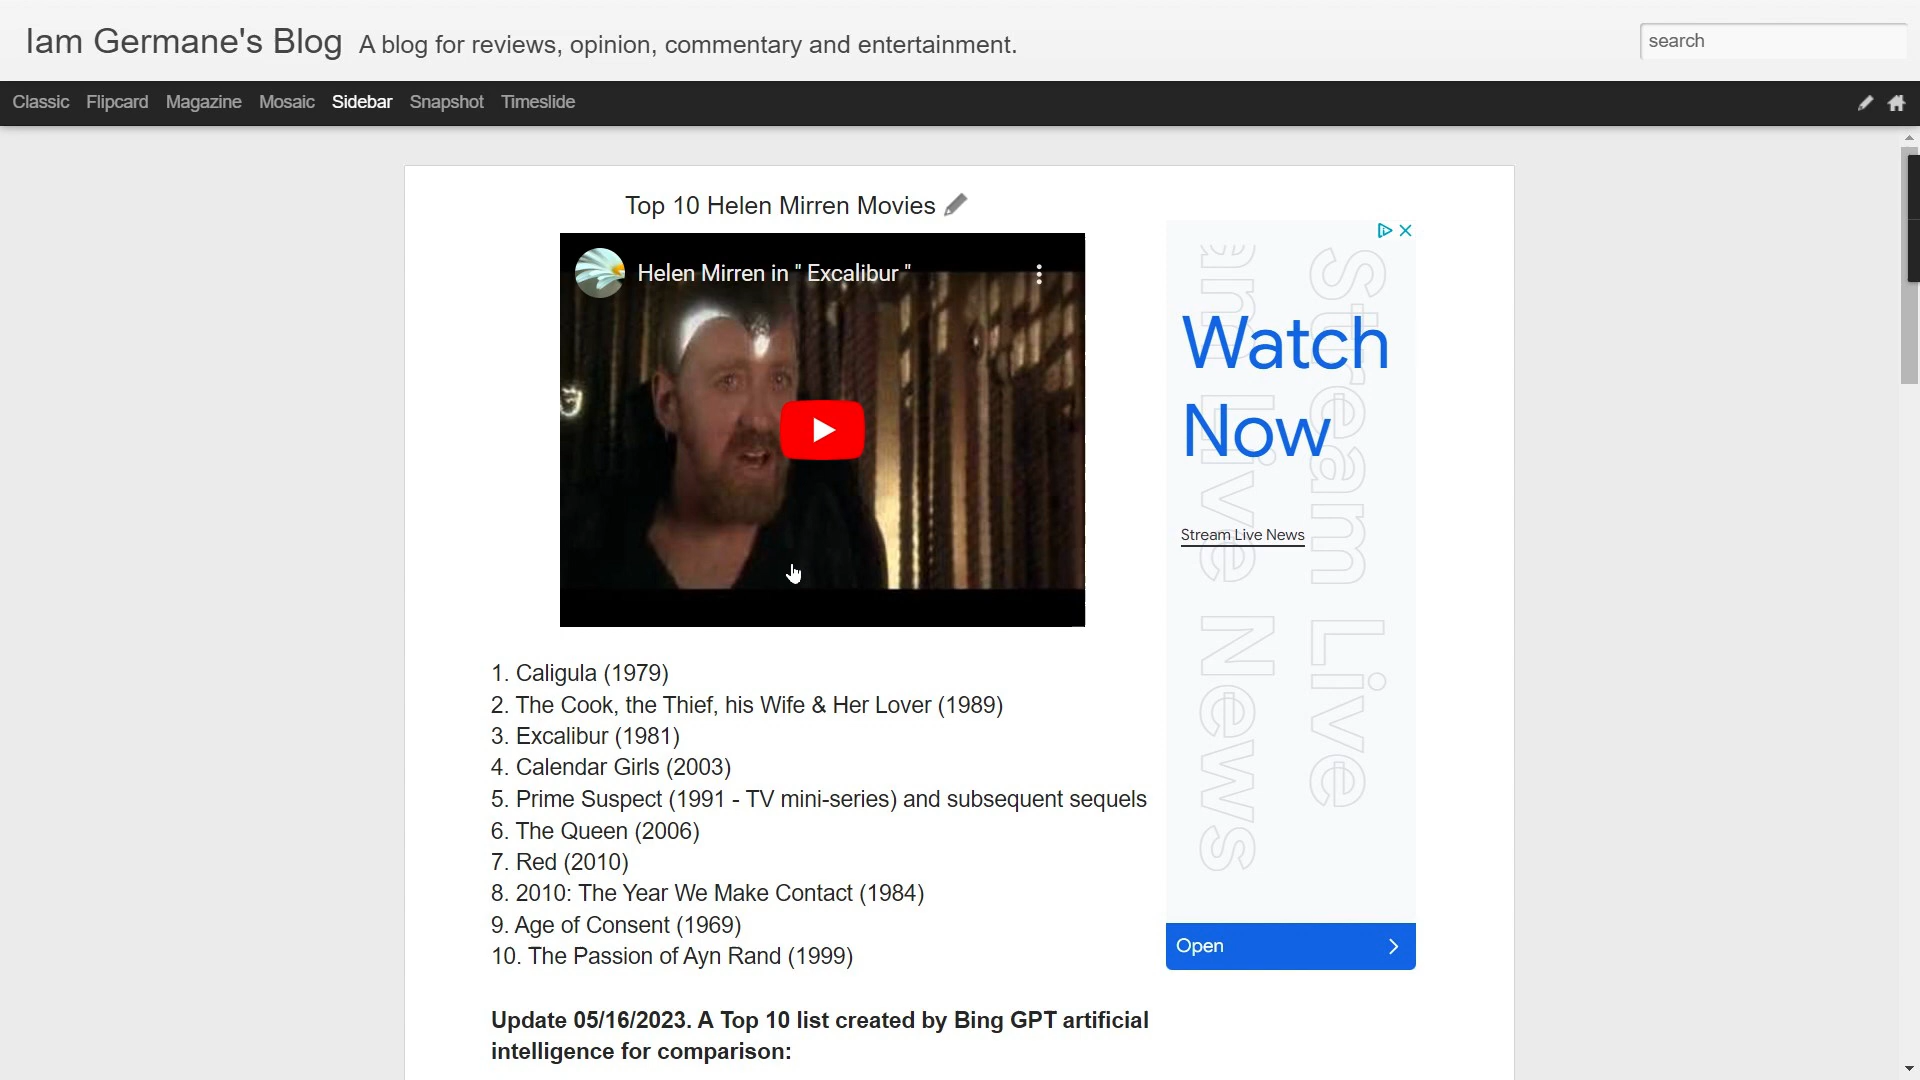 Iam Germane's Blog A blog for reviews, opinion, commentary and entertainment.
search
Classic Flipcard Magazine Mosaic Sidebar Snapshot Timeslide
Top 10 Helen Mirren Movies
Helen Mirren in " Excalibur "
1. Caligula (1979)
2. The Cook, the Thief, his Wife & Her Lover (1989)
3. Excalibur (1981)
4. Calendar Girls (2003)
5. Prime Suspect (1991 - TV mini-series) and subsequent sequels
6. The Queen (2006)
7. Red (2010)
8. 2010: The Year We Make Contact (1984)
9. Age of Consent (1969)
10. The Passion of Ayn Rand (1999)
Update 05/16/2023. A Top 10 list created by Bing GPT artificial
intelligence for comparison:
Watch
Now
Stream Live News
Stream Live
eam Live News
Open